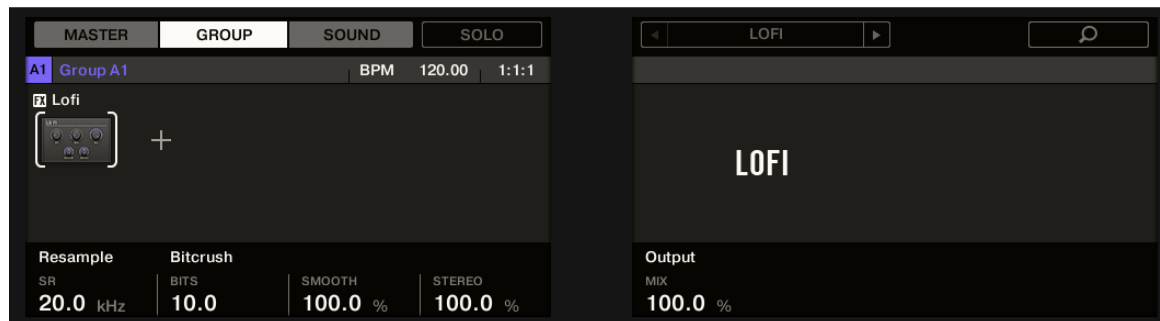 MASTER GROUP SOUND SOLO
A1 Group A1 BPM 120.00 1:1:1
FX Lofi
Resample Bitcrush
SR BITS SMOOTH STEREO
20.0 kHz 10.0 100.0 % 100.0 %
LOFI
LOFI
Output
MIX
100.0 %